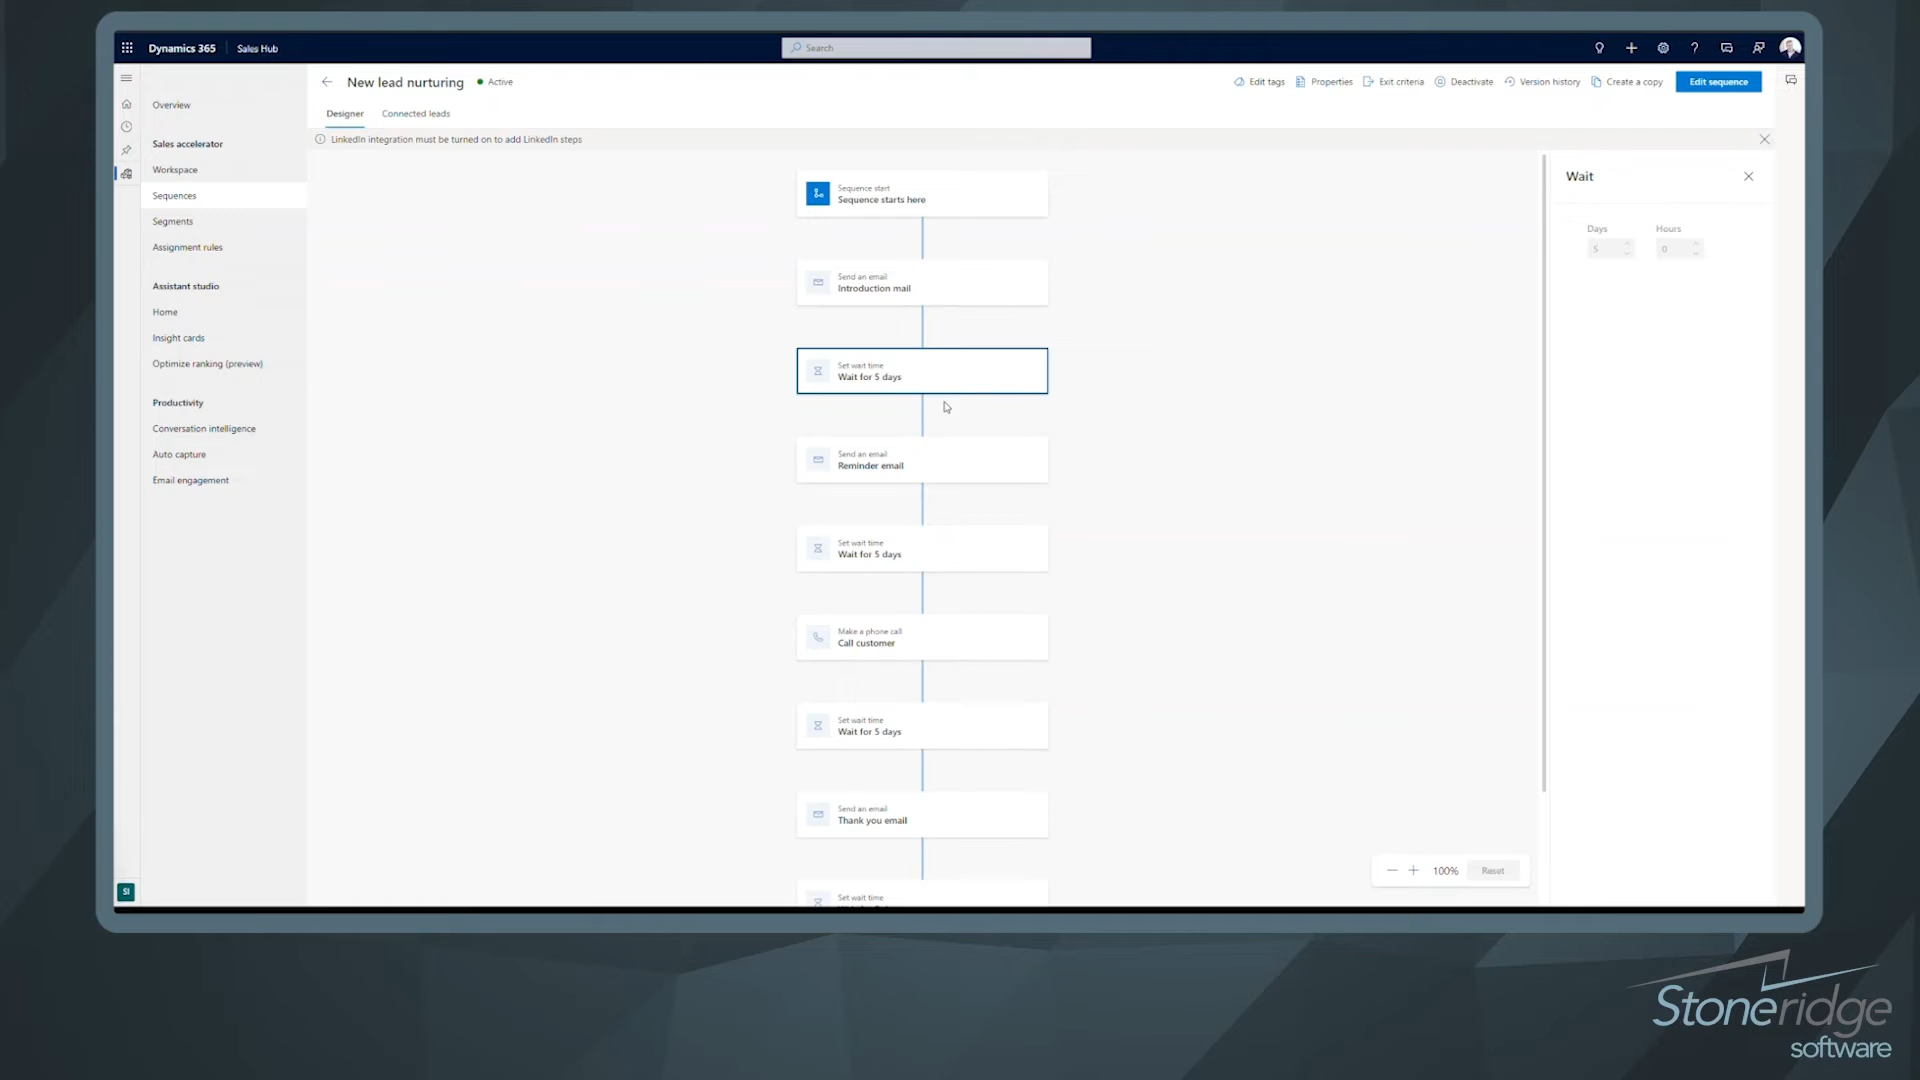 Dynamics 365
Sales Hub
Search
New lead nurturing
Active
Edit tags
Properties
Exit criteria
Deactivate
Version history
Create a copy
Edit sequence
Designer
Connected leads
LinkedIn integration must be turned on to add LinkedIn steps
Overview
Sales accelerator
Workspace
Sequences
Segments
Assignment rules
Assistant studio
Home
Insight cards
Optimize ranking (preview)
Productivity
Conversation intelligence
Auto capture
Email engagement
SI
Sequence start
Sequence starts here
Send an email
Introduction mail
Set wait time
Wait for 5 days
Send an email
Reminder email
Set wait time
Wait for 5 days
Make a phone call
Call customer
Set wait time
Wait for 5 days
Send an email
Thank you email
Set wait time
Wait
Days
Hours
5
0
100%
Reset
Stoneridge
software